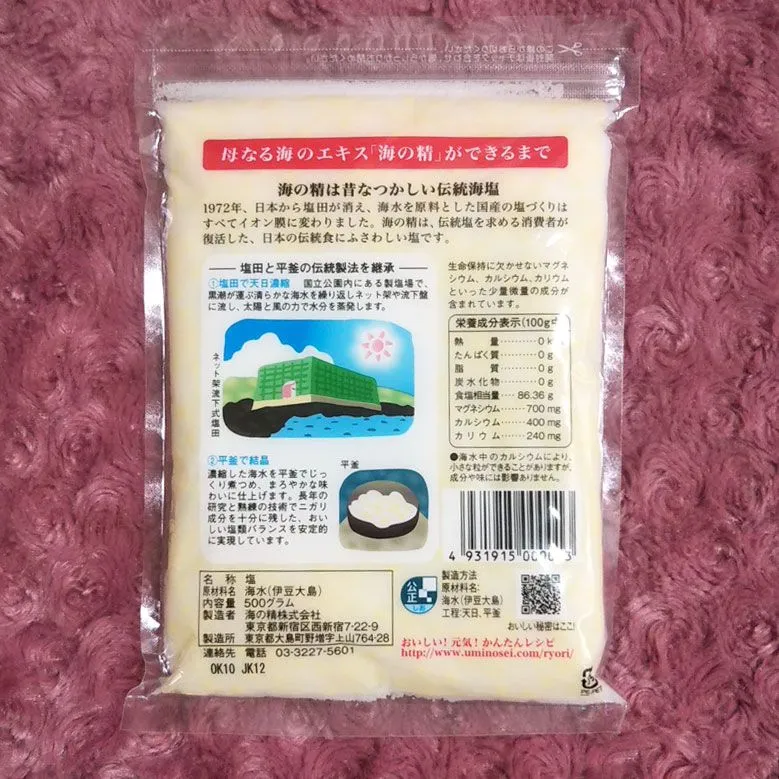 母なる海のエキス「海の精」ができるまで
海の精は昔なつかしい伝統海塩
1972年、日本から塩田が消え、海水を原料とした国産の塩づくりは
すべてイオン膜に変わりました。海の精は、伝統塩を求める消費者が
復活した、日本の伝統食にふさわしい塩です。
塩田と平釜の伝統製法を継承
①塩田で天日濃縮 国立公園内にある製塩場で、
黒潮が運ぶ清らかな海水を繰り返しネット架や流下盤
に流し、太陽と風の力で水分を蒸発します。
ネット架流下式塩田
②平釜で結晶
濃縮した海水を平釜でじっ
くり煮つめ、まろやかな味
わいに仕上げます。長年の
研究と熟練の技術でニガリ
成分を十分に残した、おい
しい塩類バランスを安定的
に実現しています。
平釜
生命保持に欠かせないマグネ
シウム、カルシウム、カリウム
といった少量微量の成分が
含まれています。
栄養成分表示(100g中
熱量………0k
たんぱく質………0g
脂質………0g
炭水化物………0g
食塩相当量……86.36g
マグネシウム……700mg
カルシウム……400mg
カリウム……240mg
●海水中のカルシウムにより、
小さな粒ができることがありますが、
成分や味には影響ありません。
4 931915 000
名称 塩
原材料名 海水(伊豆大島)
内容量 500グラム
製造者 海の精株式会社
東京都新宿区西新宿7-22-9
製造所 東京都大島町野増字上山764-28
連絡先 電話 03-3227-5601
OK10 JK12
公正
しお
製造方法
原材料名:
海水(伊豆大島)
工程:天日、平釜
おいしい秘密はここ!
おいしい!元気!かんたんレシピ
http://www.uminosei.com/ryori/
PE,PET